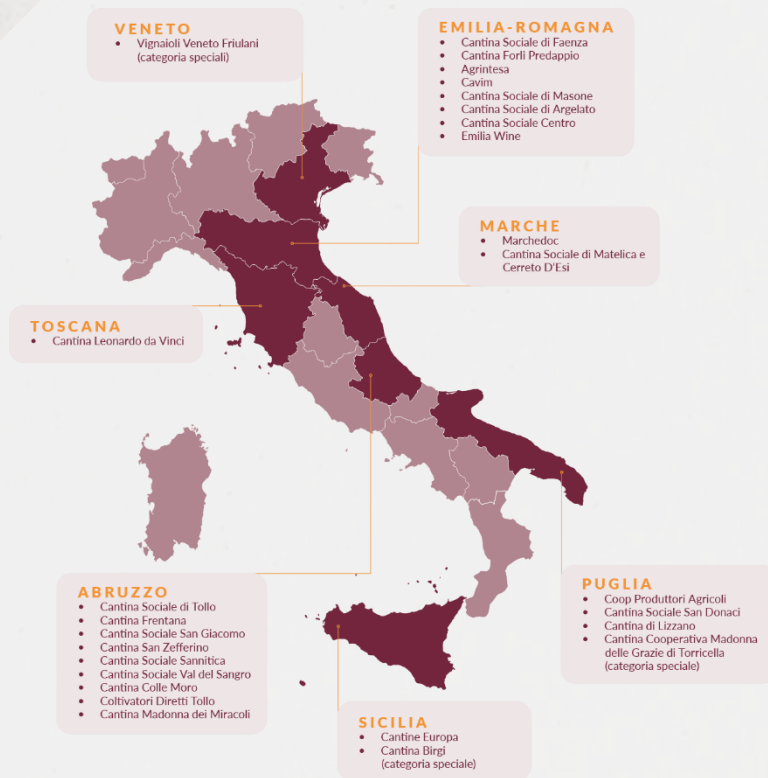 VENETO
• Vignaioli Veneto Friulani
(categoria speciali)
EMILIA-ROMAGNA
• Cantina Sociale di Faenza
• Cantina Forlì Predappio
• Agrintesa
• Cavim
• Cantina Sociale di Masone
• Cantina Sociale di Argelato
• Cantina Sociale Centro
• Emilia Wine
MARCHE
• Marchedoc
• Cantina Sociale di Matelica e
Cerreto D'Esi
TOSCANA
• Cantina Leonardo da Vinci
ABRUZZO
• Cantina Sociale di Tollo
• Cantina Frentana
• Cantina Sociale San Giacomo
• Cantina San Zefferino
• Cantina Sociale Sannitica
• Cantina Sociale Val del Sangro
• Cantina Colle Moro
• Coltivatori Diretti Tollo
• Cantina Madonna dei Miracoli
PUGLIA
• Coop Produttori Agricoli
• Cantina Sociale San Donaci
• Cantina di Lizzano
• Cantina Cooperativa Madonna
delle Grazie di Torricella
(categoria speciale)
SICILIA
• Cantine Europa
• Cantina Birgi
(categoria speciale)